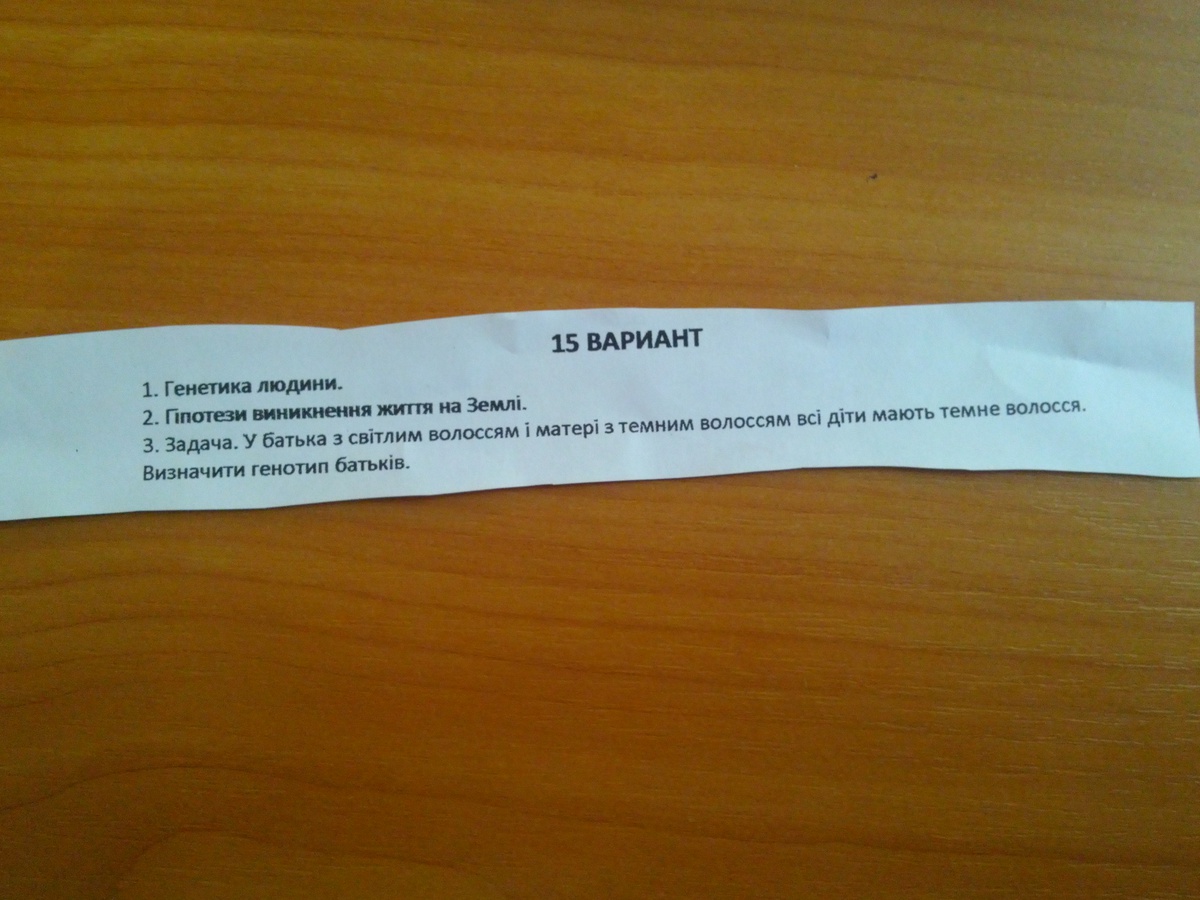 15 ВАРИАНТ
1. Генетика людини.
2. Гіпотези виникнення життя на Землі.
3. Задача. У батька з світлим волоссям і матері з темним волоссям всі діти мають темне волосся.
Визначити генотип батьків.